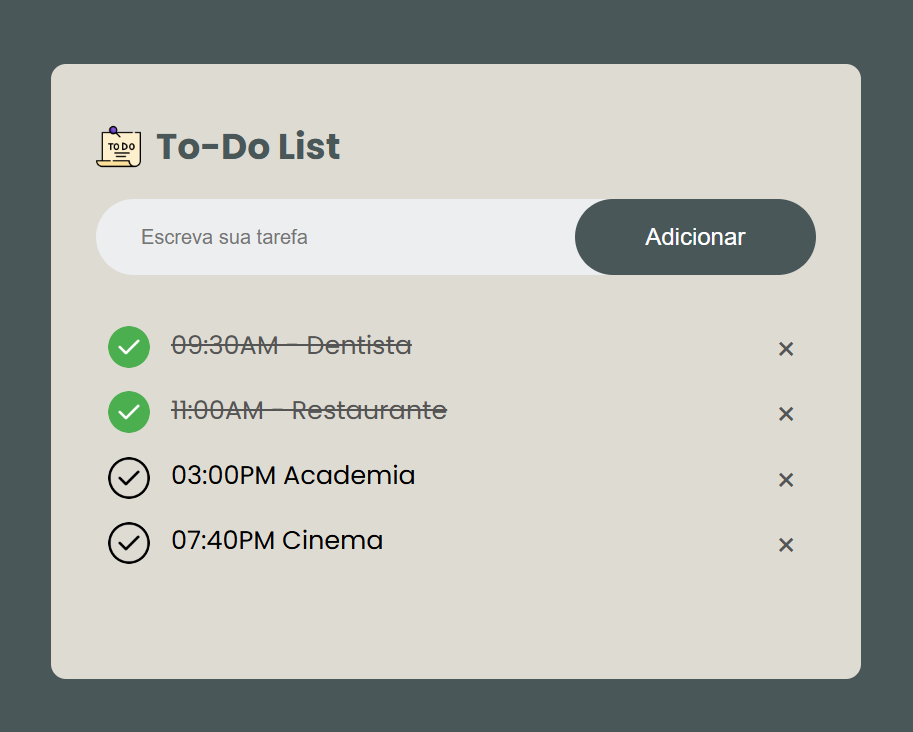 TO DO
To-Do List
Escreva sua tarefa
Adicionar
09:30AM - Dentista
11:00AM - Restaurante
03:00PM Academia
07:40PM Cinema